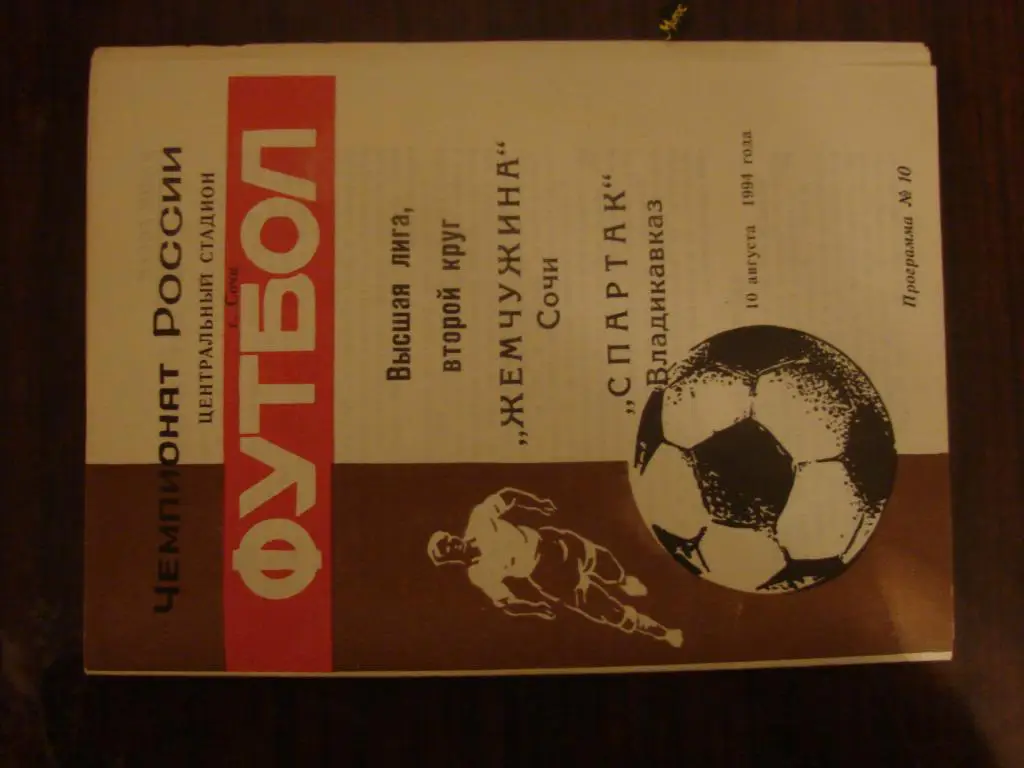 Чемпионат России
ЦЕНТРАЛЬНЫЙ СТАДИОН
г. Сочи
ФУТБОЛ
Высшая лига,
второй круг
„ЖЕМЧУЖИНА“
Сочи
„СПАРТАК“
Владикавказ
10 августа 1994 года
Программа № 10